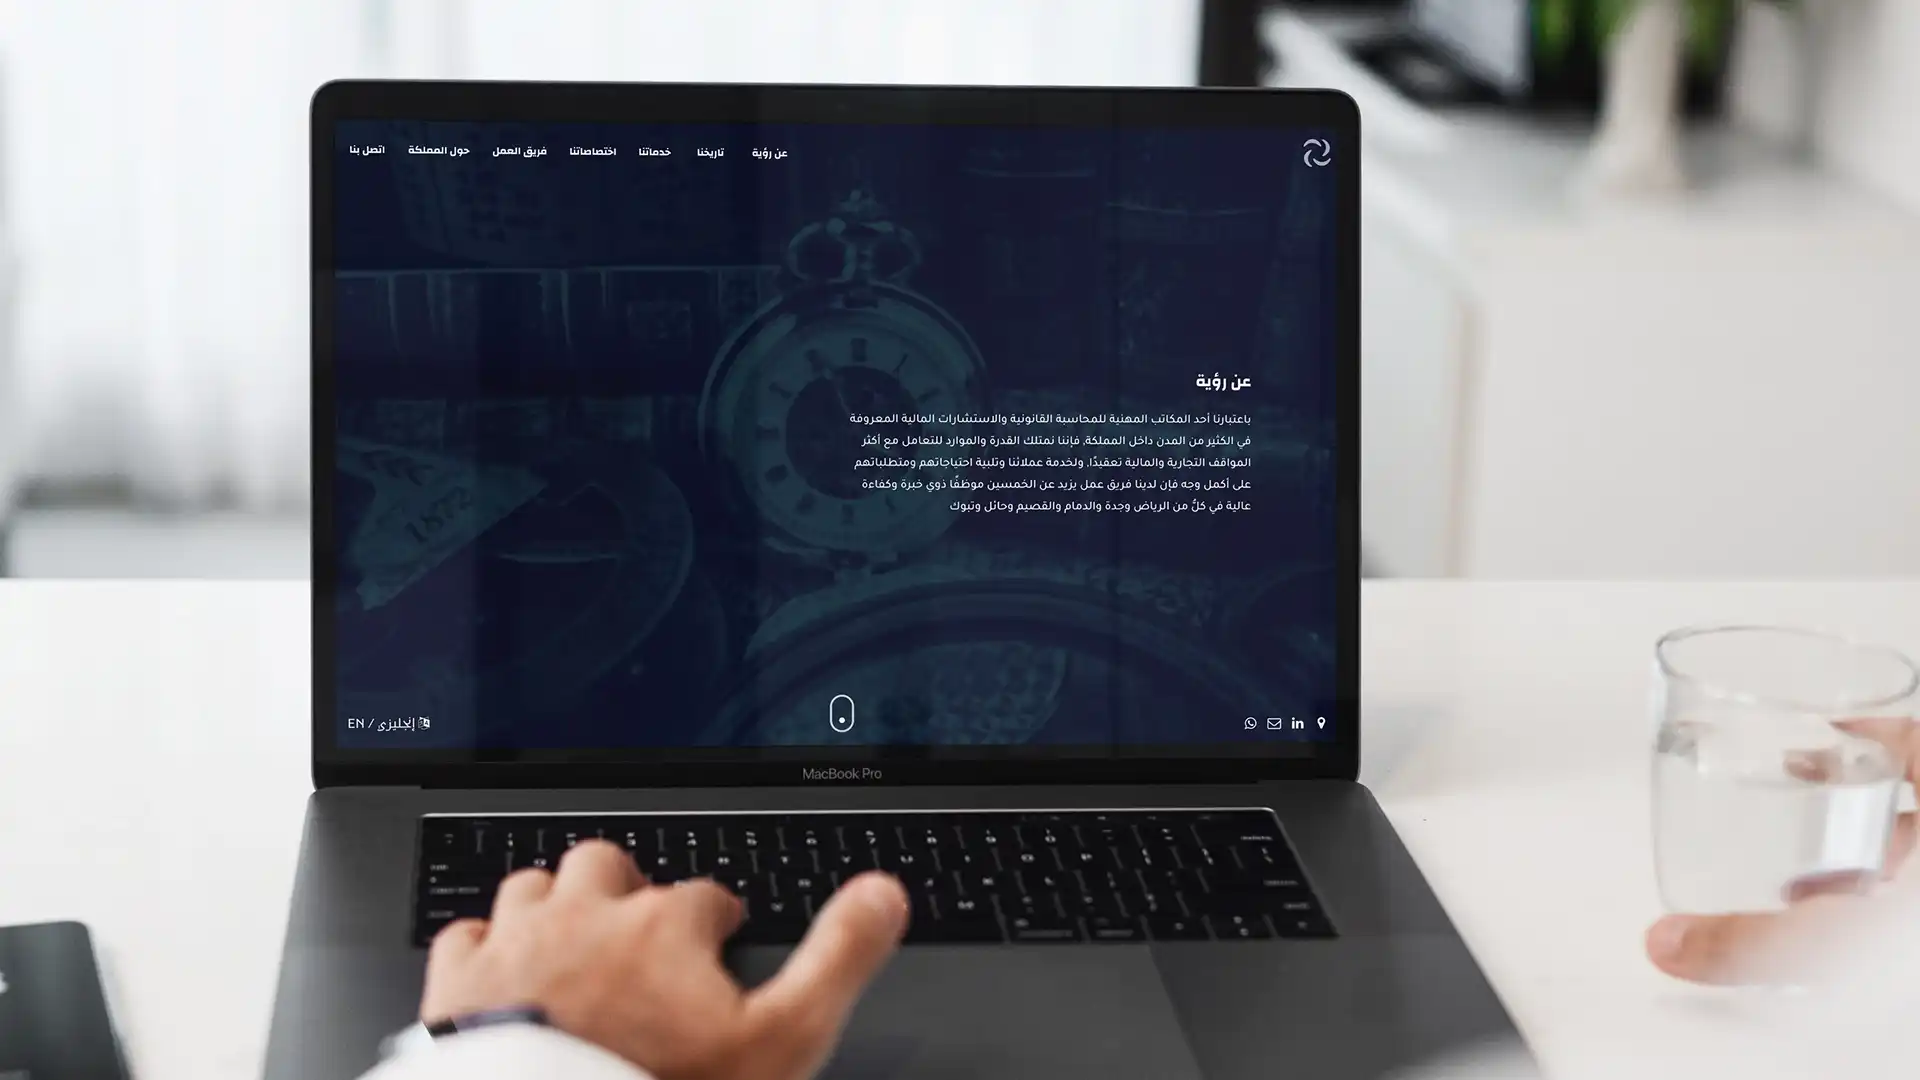 عن رؤية
تاريخنا
خدماتنا
اختصاصاتنا
فريق العمل
حول المملكة
اتصل بنا
عن رؤية
باعتبارنا أحد المكاتب المهنية للمحاسبة القانونية والاستشارات المالية المعروفة
في الكثير من المدن داخل المملكة, فإننا نمتلك القدرة والموارد للتعامل مع أكثر
المواقف التجارية والمالية تعقيدًا, ولخدمة عملائنا وتلبية احتياجاتهم ومتطلباتهم
على أكمل وجه فإن لدينا فريق عمل يزيد عن الخمسين موظفًا ذوي خبرة وكفاءة
عالية في كلُّ من الرياض وجدة والدمام والقصيم وحائل وتبوك
1872
إنجليزي / EN
in
MacBook Pro